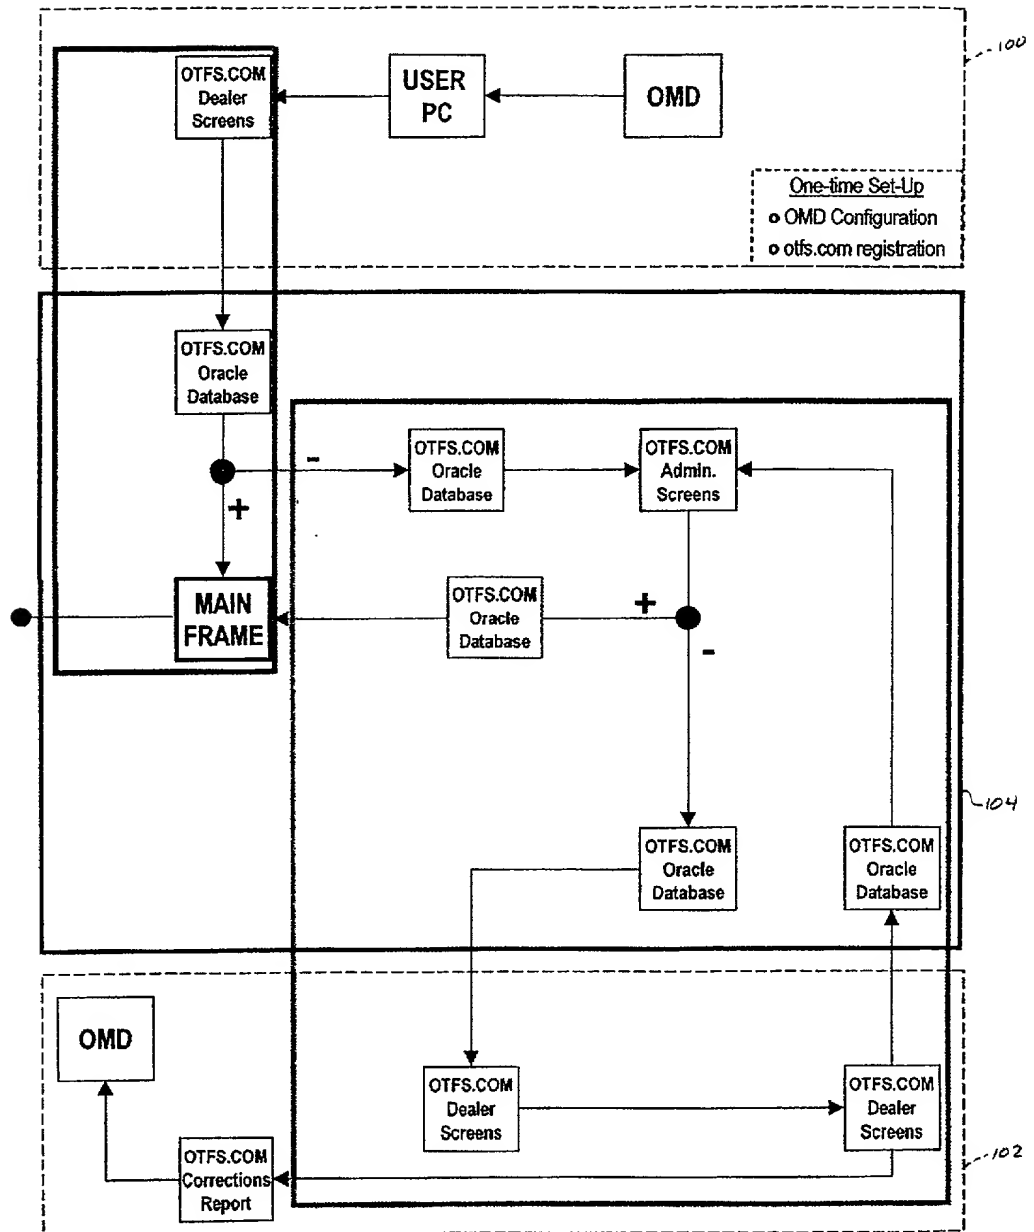 100
OTFS.COM
Dealer
Screens
USER
PC
OMD
One-time Set-Up
OMD Configuration
otfs.com registration
OTFS.COM
Oracle
Database
-
+
OTFS.COM
Oracle
Database
OTFS.COM
Admin.
Screens
MAIN
FRAME
OTFS.COM
Oracle
Database
+
-
104
OTFS.COM
Oracle
Database
OTFS.COM
Oracle
Database
OMD
OTFS.COM
Dealer
Screens
OTFS.COM
Dealer
Screens
OTFS.COM
Corrections
Report
102